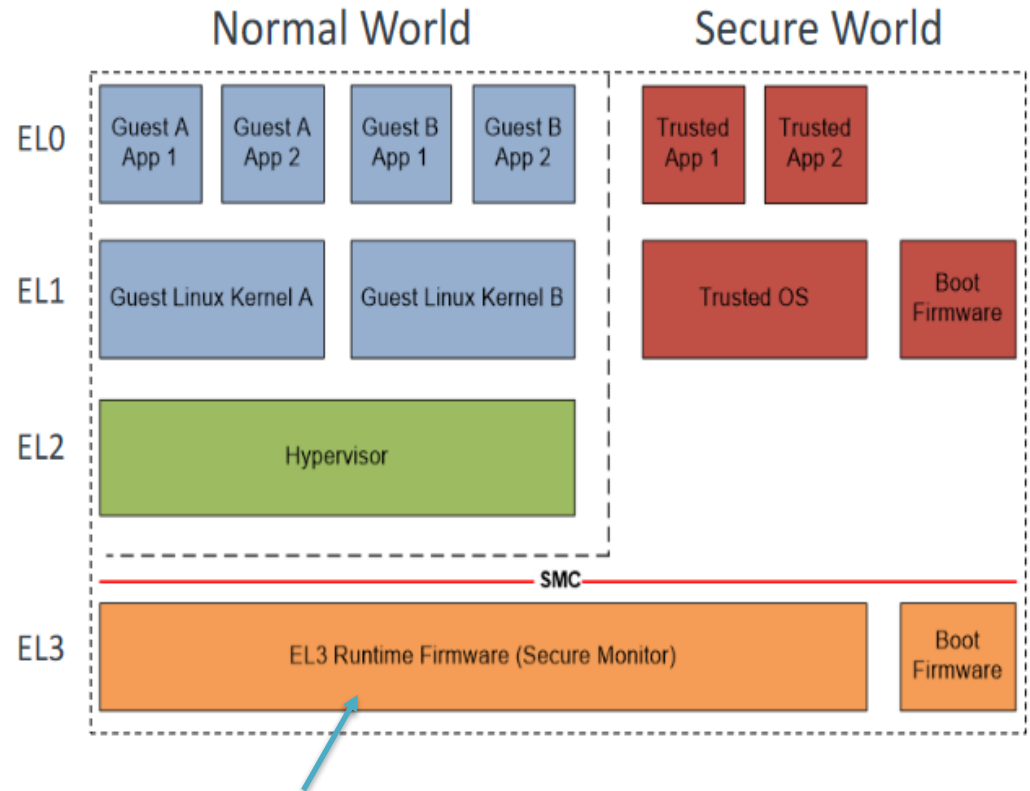 Normal World
Secure World
EL0
Guest A
App 1
Guest A
App 2
Guest B
App 1
Guest B
App 2
Trusted
App 1
Trusted
App 2
EL1
Guest Linux Kernel A
Guest Linux Kernel B
Trusted OS
Boot
Firmware
EL2
Hypervisor
SMC
EL3
EL3 Runtime Firmware (Secure Monitor)
Boot
Firmware